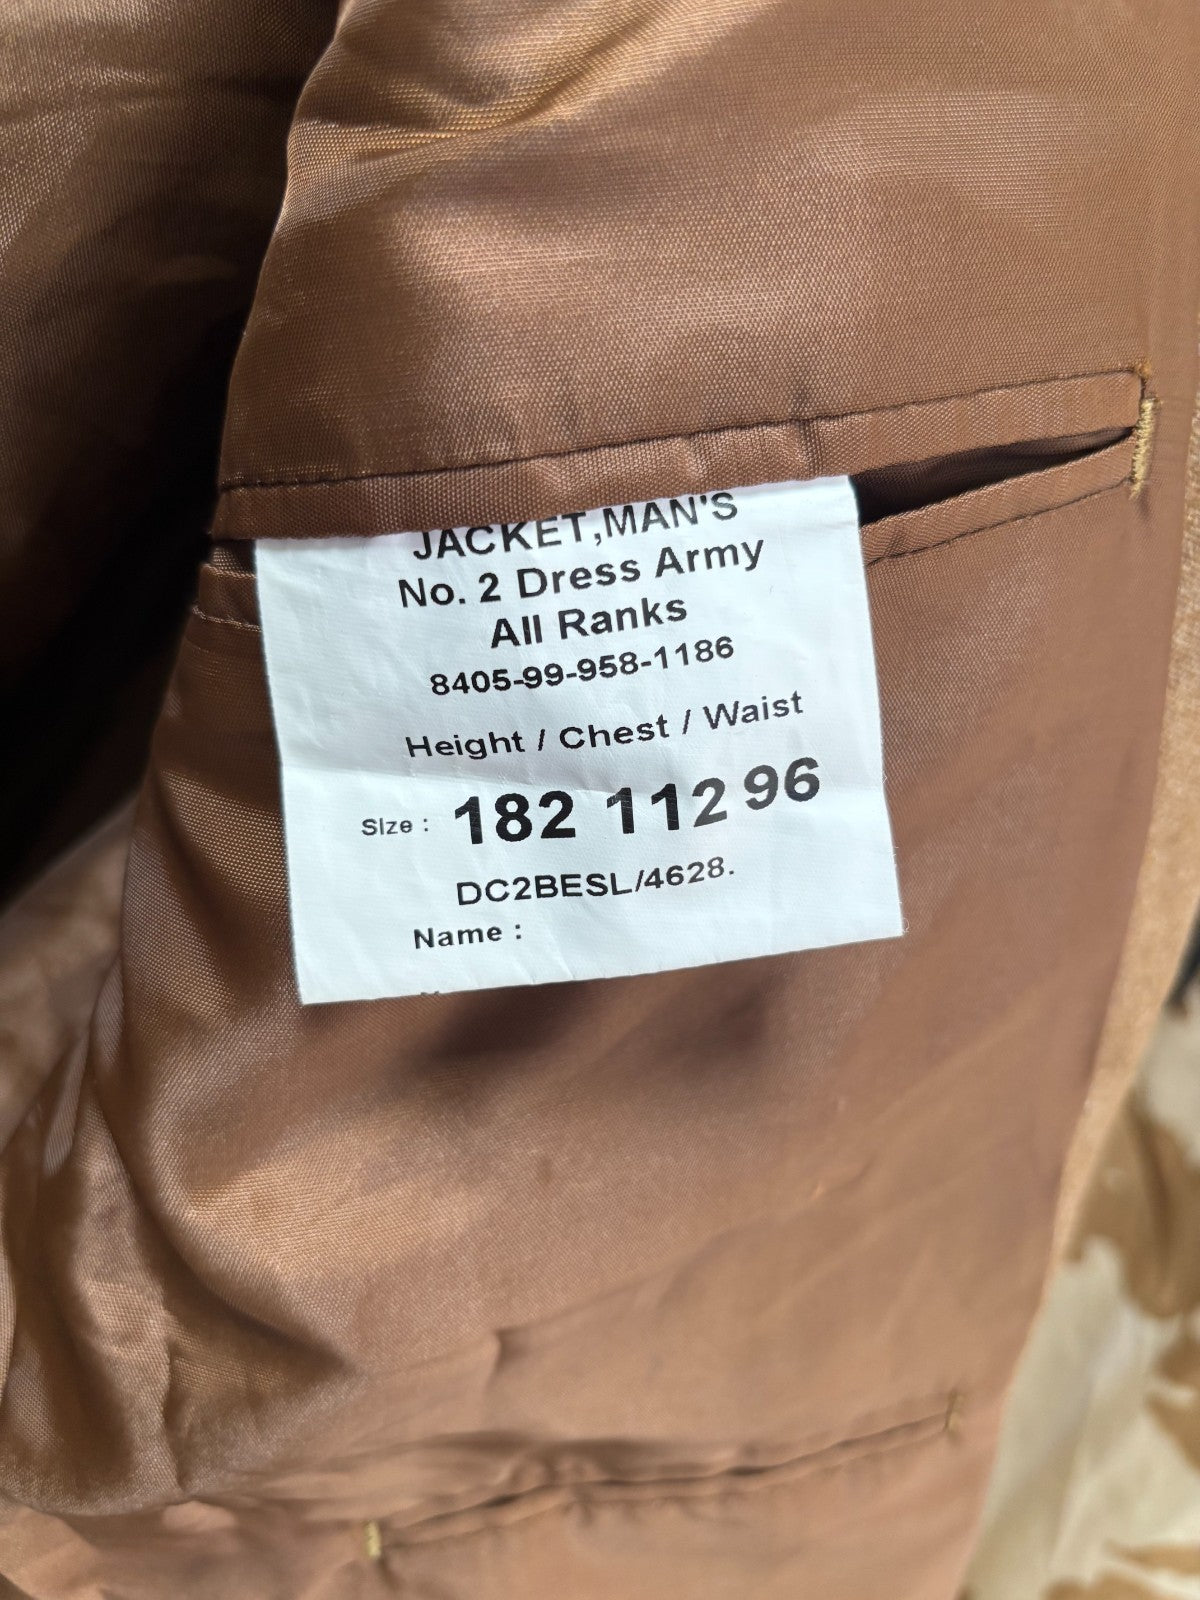 JACKET,MAN'S
No. 2 Dress Army
All Ranks
8405-99-958-1186
Height / Chest / Waist
Size : 182 112 96
DC2BESL/4628.
Name :